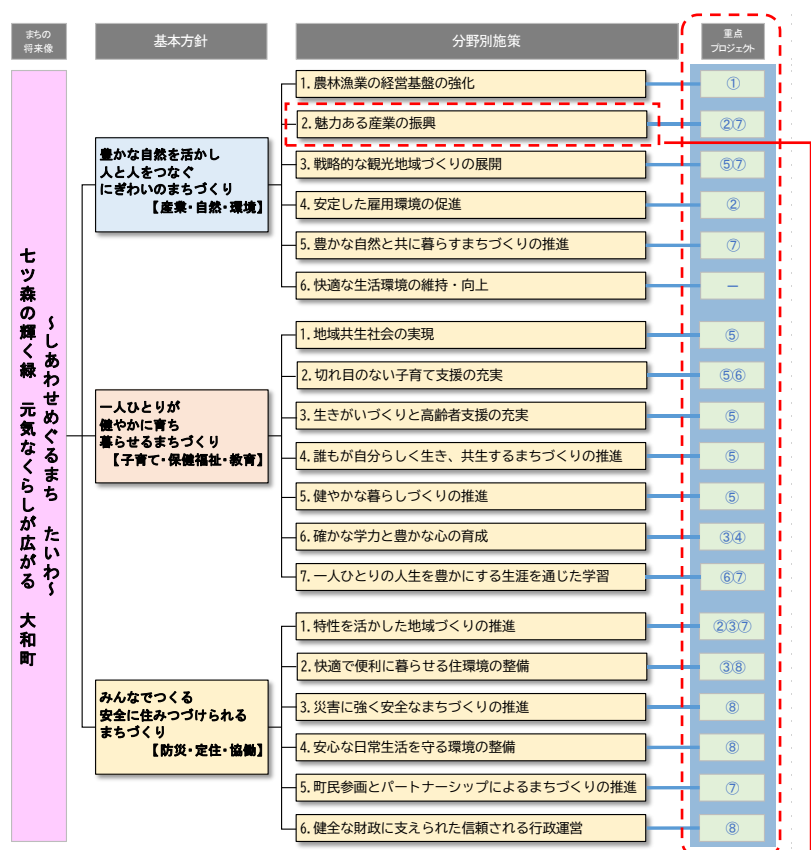 まちの
将来像
基本方針
分野別施策
重点
プロジェクト
七ツ森の輝く緑　元気なくらしが広がる　大和町
～しあわせめぐるまち　たいわ～
豊かな自然を活かし
人と人をつなぐ
にぎわいのまちづくり
【産業・自然・環境】
1.農林漁業の経営基盤の強化
①
2.魅力ある産業の振興
②⑦
3.戦略的な観光地域づくりの展開
⑤⑦
4.安定した雇用環境の促進
②
5.豊かな自然と共に暮らすまちづくりの推進
⑦
6.快適な生活環境の維持・向上
－
一人ひとりが
健やかに育ち
暮らせるまちづくり
【子育て・保健福祉・教育】
1.地域共生社会の実現
⑤
2.切れ目のない子育て支援の充実
⑤⑥
3.生きがいづくりと高齢者支援の充実
⑤
4.誰もが自分らしく生き、共生するまちづくりの推進
⑤
5.健やかな暮らしづくりの推進
⑤
6.確かな学力と豊かな心の育成
③④
7.一人ひとりの人生を豊かにする生涯を通じた学習
⑥⑦
みんなでつくる
安全に住みつづけられる
まちづくり
【防災・定住・協働】
1.特性を活かした地域づくりの推進
②③⑦
2.快適で便利に暮らせる住環境の整備
③⑧
3.災害に強く安全なまちづくりの推進
⑧
4.安心な日常生活を守る環境の整備
⑧
5.町民参画とパートナーシップによるまちづくりの推進
⑦
6.健全な財政に支えられた信頼される行政運営
⑧